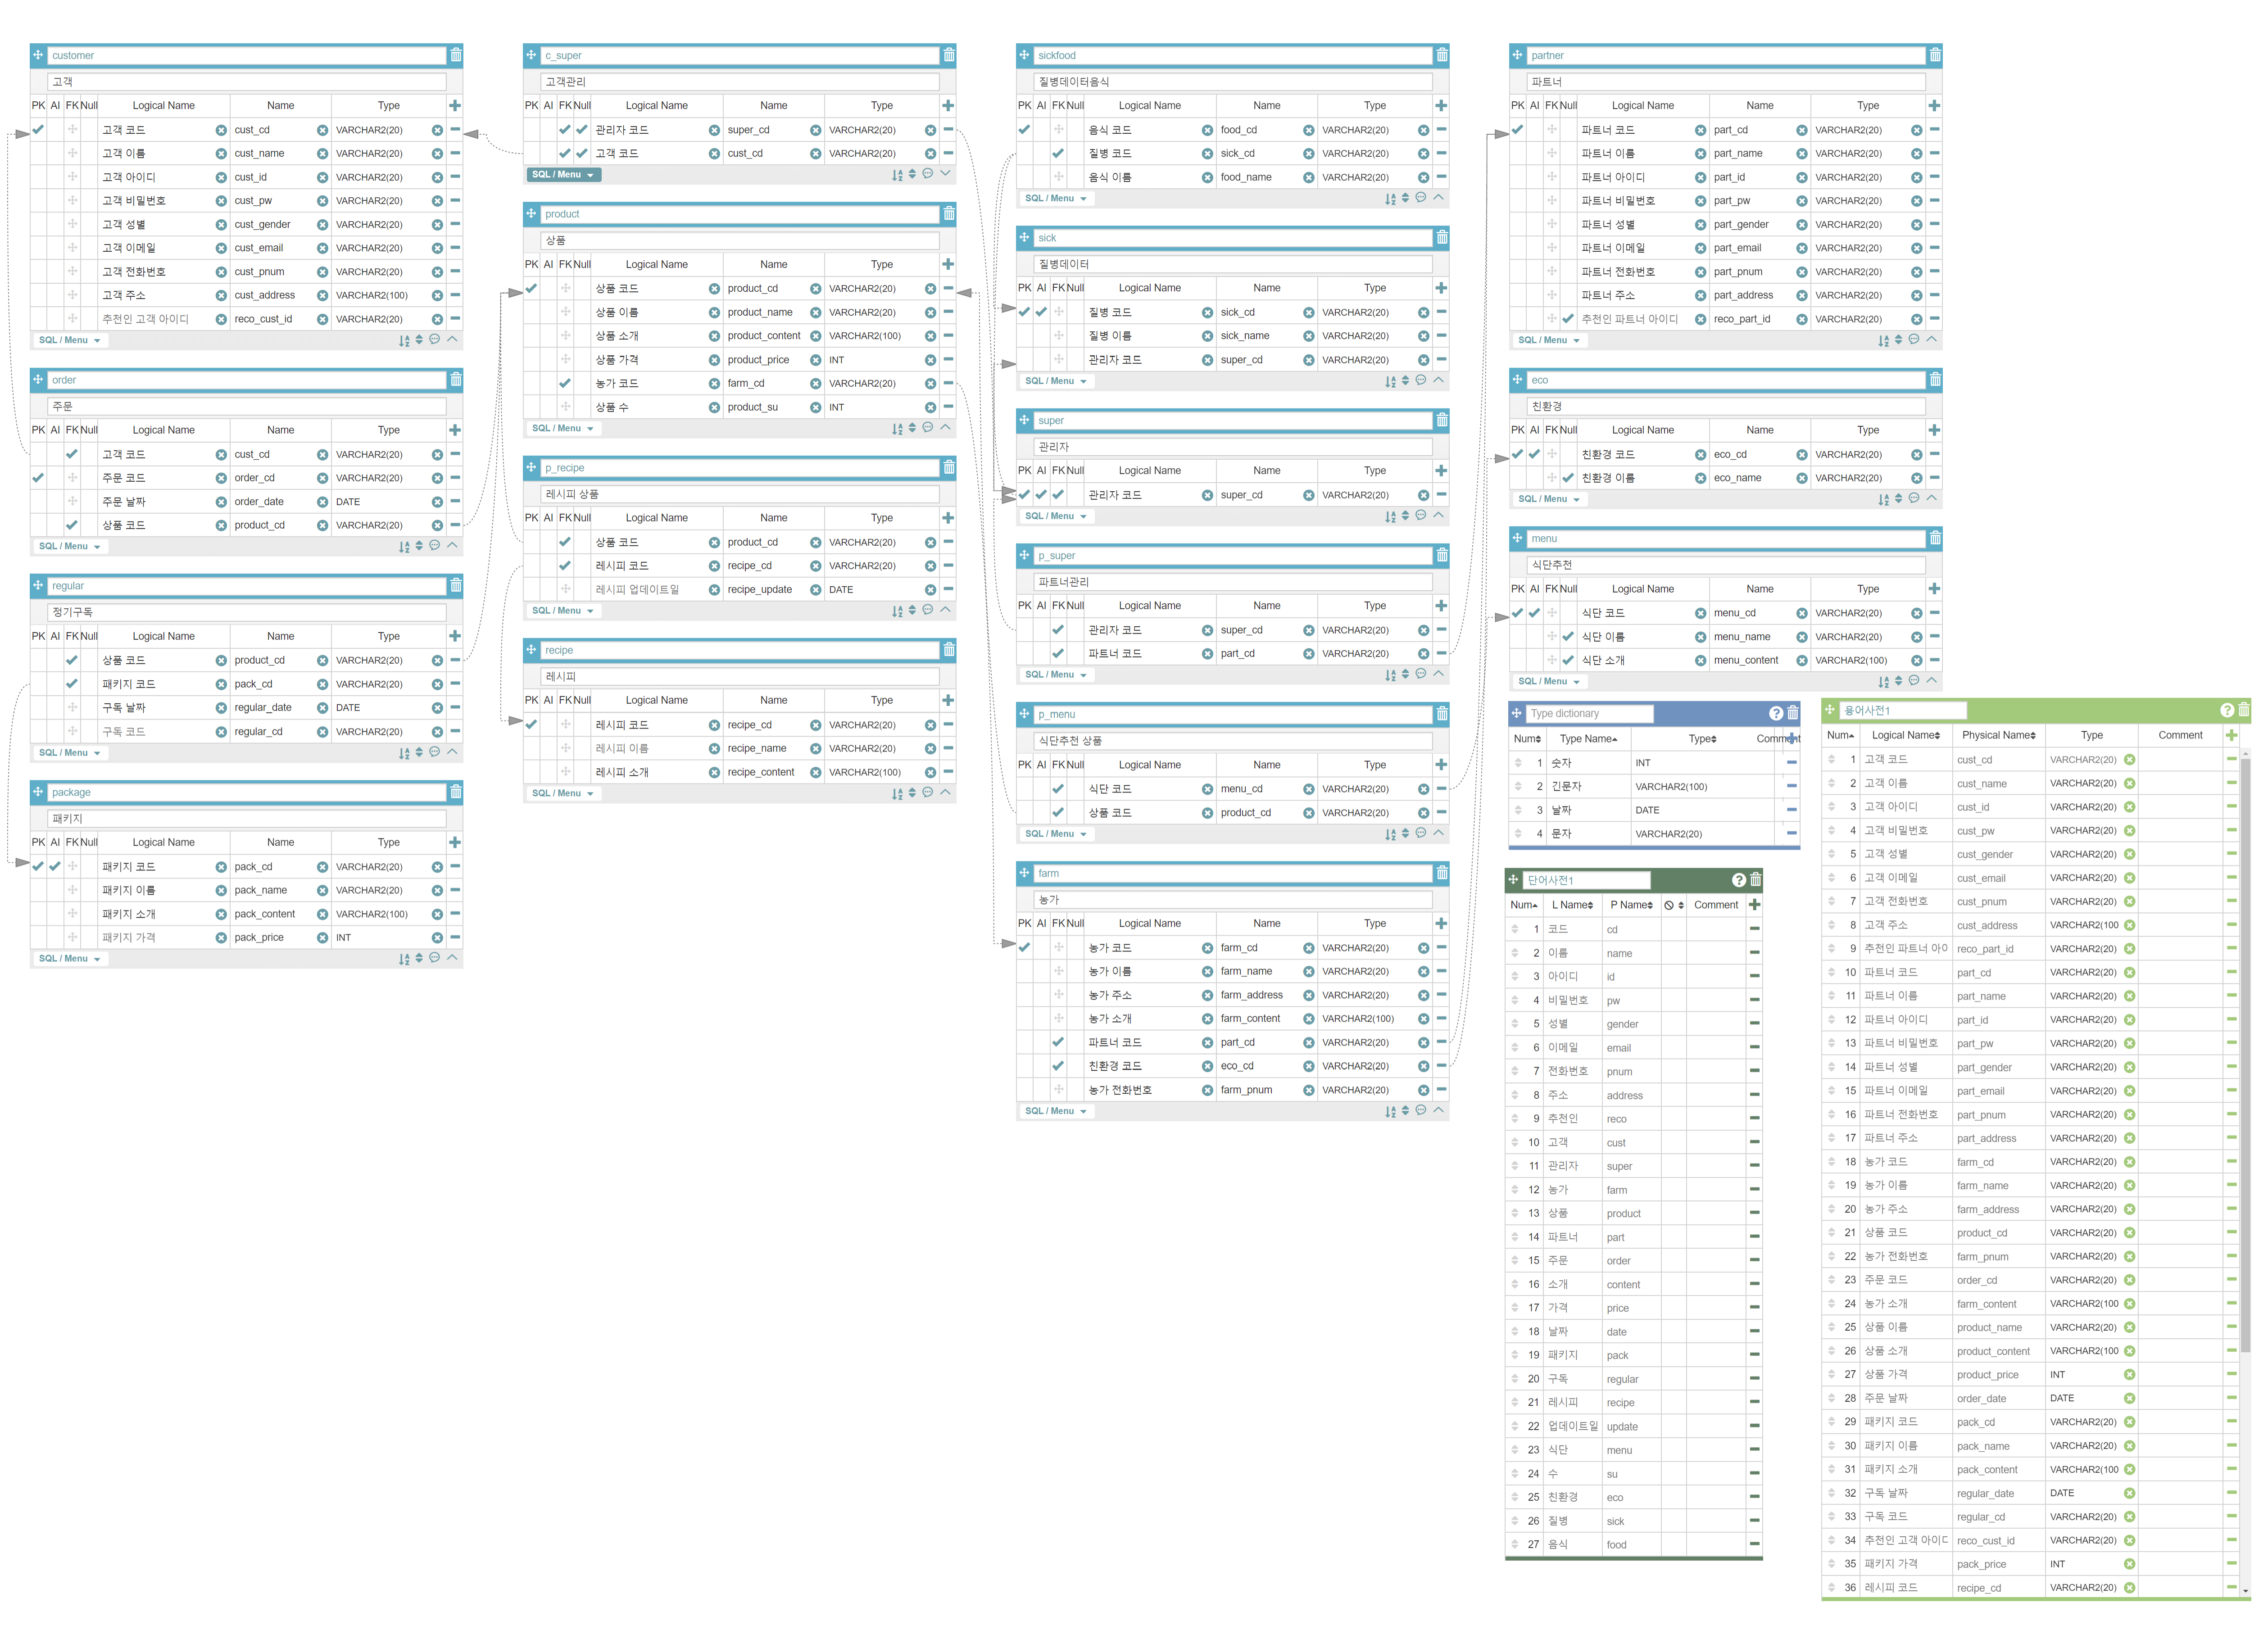 customer
고객
PK AI FK Null Logical Name Name Type
고객 코드 cust_cd VARCHAR2(20)
고객 이름 cust_name VARCHAR2(20)
고객 아이디 cust_id VARCHAR2(20)
고객 비밀번호 cust_pw VARCHAR2(20)
고객 성별 cust_gender VARCHAR2(20)
고객 이메일 cust_email VARCHAR2(20)
고객 전화번호 cust_pnum VARCHAR2(20)
고객 주소 cust_address VARCHAR2(100)
추천인 고객 아이디 reco_cust_id VARCHAR2(20)
SQL / Menu
order
주문
PK AI FK Null Logical Name Name Type
고객 코드 cust_cd VARCHAR2(20)
주문 코드 order_cd VARCHAR2(20)
주문 날짜 order_date DATE
상품 코드 product_cd VARCHAR2(20)
SQL / Menu
regular
정기구독
PK AI FK Null Logical Name Name Type
상품 코드 product_cd VARCHAR2(20)
패키지 코드 pack_cd VARCHAR2(20)
구독 날짜 regular_date DATE
구독 코드 regular_cd VARCHAR2(20)
SQL / Menu
package
패키지
PK AI FK Null Logical Name Name Type
패키지 코드 pack_cd VARCHAR2(20)
패키지 이름 pack_name VARCHAR2(20)
패키지 소개 pack_content VARCHAR2(100)
패키지 가격 pack_price INT
SQL / Menu
c_super
고객관리
PK AI FK Null Logical Name Name Type
관리자 코드 super_cd VARCHAR2(20)
고객 코드 cust_cd VARCHAR2(20)
SQL / Menu
product
상품
PK AI FK Null Logical Name Name Type
상품 코드 product_cd VARCHAR2(20)
상품 이름 product_name VARCHAR2(20)
상품 소개 product_content VARCHAR2(100)
상품 가격 product_price INT
농가 코드 farm_cd VARCHAR2(20)
상품 수 product_su INT
SQL / Menu
p_recipe
레시피 상품
PK AI FK Null Logical Name Name Type
상품 코드 product_cd VARCHAR2(20)
레시피 코드 recipe_cd VARCHAR2(20)
레시피 업데이트일 recipe_update DATE
SQL / Menu
recipe
레시피
PK AI FK Null Logical Name Name Type
레시피 코드 recipe_cd VARCHAR2(20)
레시피 이름 recipe_name VARCHAR2(20)
레시피 소개 recipe_content VARCHAR2(100)
SQL / Menu
sickfood
질병데이터음식
PK AI FK Null Logical Name Name Type
음식 코드 food_cd VARCHAR2(20)
질병 코드 sick_cd VARCHAR2(20)
음식 이름 food_name VARCHAR2(20)
SQL / Menu
sick
질병데이터
PK AI FK Null Logical Name Name Type
질병 코드 sick_cd VARCHAR2(20)
질병 이름 sick_name VARCHAR2(20)
관리자 코드 super_cd VARCHAR2(20)
SQL / Menu
super
관리자
PK AI FK Null Logical Name Name Type
관리자 코드 super_cd VARCHAR2(20)
SQL / Menu
p_super
파트너관리
PK AI FK Null Logical Name Name Type
관리자 코드 super_cd VARCHAR2(20)
파트너 코드 part_cd VARCHAR2(20)
SQL / Menu
p_menu
식단추천 상품
PK AI FK Null Logical Name Name Type
식단 코드 menu_cd VARCHAR2(20)
상품 코드 product_cd VARCHAR2(20)
SQL / Menu
farm
농가
PK AI FK Null Logical Name Name Type
농가 코드 farm_cd VARCHAR2(20)
농가 이름 farm_name VARCHAR2(20)
농가 주소 farm_address VARCHAR2(20)
농가 소개 farm_content VARCHAR2(100)
파트너 코드 part_cd VARCHAR2(20)
친환경 코드 eco_cd VARCHAR2(20)
농가 전화번호 farm_pnum VARCHAR2(20)
SQL / Menu
partner
파트너
PK AI FK Null Logical Name Name Type
파트너 코드 part_cd VARCHAR2(20)
파트너 이름 part_name VARCHAR2(20)
파트너 아이디 part_id VARCHAR2(20)
파트너 비밀번호 part_pw VARCHAR2(20)
파트너 성별 part_gender VARCHAR2(20)
파트너 이메일 part_email VARCHAR2(20)
파트너 전화번호 part_pnum VARCHAR2(20)
파트너 주소 part_address VARCHAR2(20)
추천인 파트너 아이디 reco_part_id VARCHAR2(20)
SQL / Menu
eco
친환경
PK AI FK Null Logical Name Name Type
친환경 코드 eco_cd VARCHAR2(20)
친환경 이름 eco_name VARCHAR2(20)
SQL / Menu
menu
식단추천
PK AI FK Null Logical Name Name Type
식단 코드 menu_cd VARCHAR2(20)
식단 이름 menu_name VARCHAR2(20)
식단 소개 menu_content VARCHAR2(100)
SQL / Menu
Type dictionary
Num Type Name Type Comment
1 숫자 INT
2 긴문자 VARCHAR2(100)
3 날짜 DATE
4 문자 VARCHAR2(20)
단어사전1
Num L Name P Name Comment
1 코드 cd
2 이름 name
3 아이디 id
4 비밀번호 pw
5 성별 gender
6 이메일 email
7 전화번호 pnum
8 주소 address
9 추천인 reco
10 고객 cust
11 관리자 super
12 농가 farm
13 상품 product
14 파트너 part
15 주문 order
16 소개 content
17 가격 price
18 날짜 date
19 패키지 pack
20 구독 regular
21 레시피 recipe
22 업데이트일 update
23 식단 menu
24 수 su
25 친환경 eco
26 질병 sick
27 음식 food
용어사전1
Num Logical Name Physical Name Type Comment
1 고객 코드 cust_cd VARCHAR2(20)
2 고객 이름 cust_name VARCHAR2(20)
3 고객 아이디 cust_id VARCHAR2(20)
4 고객 비밀번호 cust_pw VARCHAR2(20)
5 고객 성별 cust_gender VARCHAR2(20)
6 고객 이메일 cust_email VARCHAR2(20)
7 고객 전화번호 cust_pnum VARCHAR2(20)
8 고객 주소 cust_address VARCHAR2(100
9 추천인 파트너 아이 reco_part_id VARCHAR2(20)
10 파트너 코드 part_cd VARCHAR2(20)
11 파트너 이름 part_name VARCHAR2(20)
12 파트너 아이디 part_id VARCHAR2(20)
13 파트너 비밀번호 part_pw VARCHAR2(20)
14 파트너 성별 part_gender VARCHAR2(20)
15 파트너 이메일 part_email VARCHAR2(20)
16 파트너 전화번호 part_pnum VARCHAR2(20)
17 파트너 주소 part_address VARCHAR2(20)
18 농가 코드 farm_cd VARCHAR2(20)
19 농가 이름 farm_name VARCHAR2(20)
20 농가 주소 farm_address VARCHAR2(20)
21 상품 코드 product_cd VARCHAR2(20)
22 농가 전화번호 farm_pnum VARCHAR2(20)
23 주문 코드 order_cd VARCHAR2(20)
24 농가 소개 farm_content VARCHAR2(100
25 상품 이름 product_name VARCHAR2(20)
26 상품 소개 product_content VARCHAR2(100
27 상품 가격 product_price INT
28 주문 날짜 order_date DATE
29 패키지 코드 pack_cd VARCHAR2(20)
30 패키지 이름 pack_name VARCHAR2(20)
31 패키지 소개 pack_content VARCHAR2(100
32 구독 날짜 regular_date DATE
33 구독 코드 regular_cd VARCHAR2(20)
34 추천인 고객 아이디 reco_cust_id VARCHAR2(20)
35 패키지 가격 pack_price INT
36 레시피 코드 recipe_cd VARCHAR2(20)